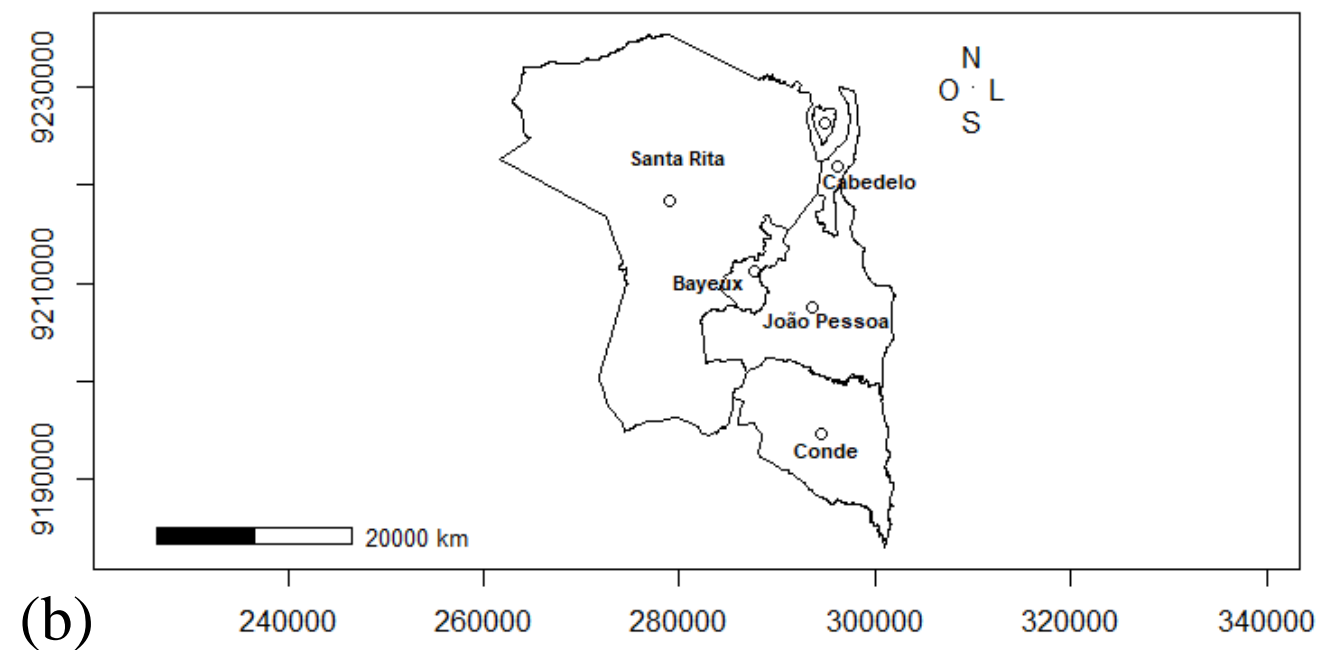 N
O · L
S
9230000
9210000
9190000
Santa Rita
Cabedelo
Bayeux
João Pessoa
Conde
20000 km
240000 260000 280000 300000 320000 340000
(b)